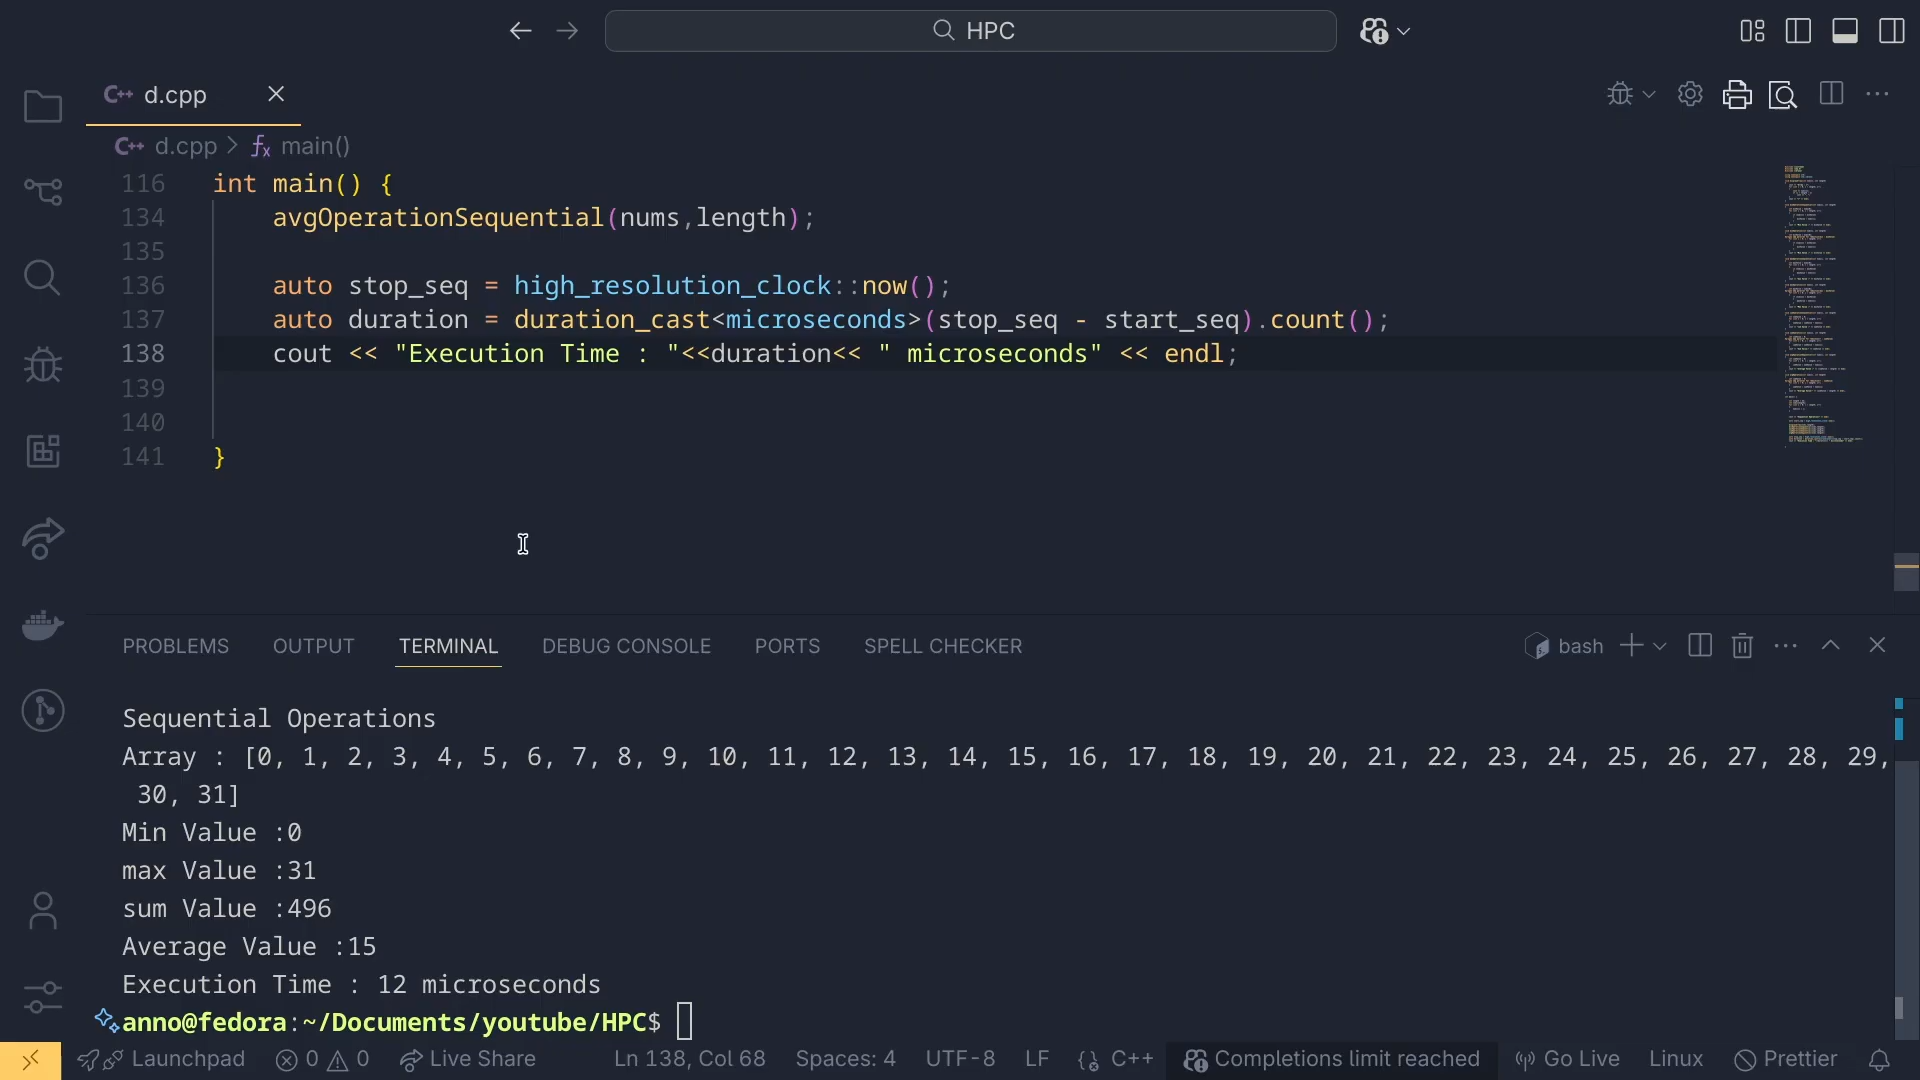 HPC
C++ d.cpp
C++ d.cpp > fx main()
116 int main() {
134 avgOperationSequential(nums,length);
135
136 auto stop_seq = high_resolution_clock::now();
137 auto duration = duration_cast<microseconds>(stop_seq - start_seq).count();
138 cout << "Execution Time : "<<duration<< " microseconds" << endl;
139
140
141 }
PROBLEMS OUTPUT TERMINAL DEBUG CONSOLE PORTS SPELL CHECKER bash
Sequential Operations
Array : [0, 1, 2, 3, 4, 5, 6, 7, 8, 9, 10, 11, 12, 13, 14, 15, 16, 17, 18, 19, 20, 21, 22, 23, 24, 25, 26, 27, 28, 29,
30, 31]
Min Value :0
max Value :31
sum Value :496
Average Value :15
Execution Time : 12 microseconds
anno@fedora:~/Documents/youtube/HPC$
Launchpad 0 0 Live Share Ln 138, Col 68 Spaces: 4 UTF-8 LF {} C++ Completions limit reached Go Live Linux Prettier